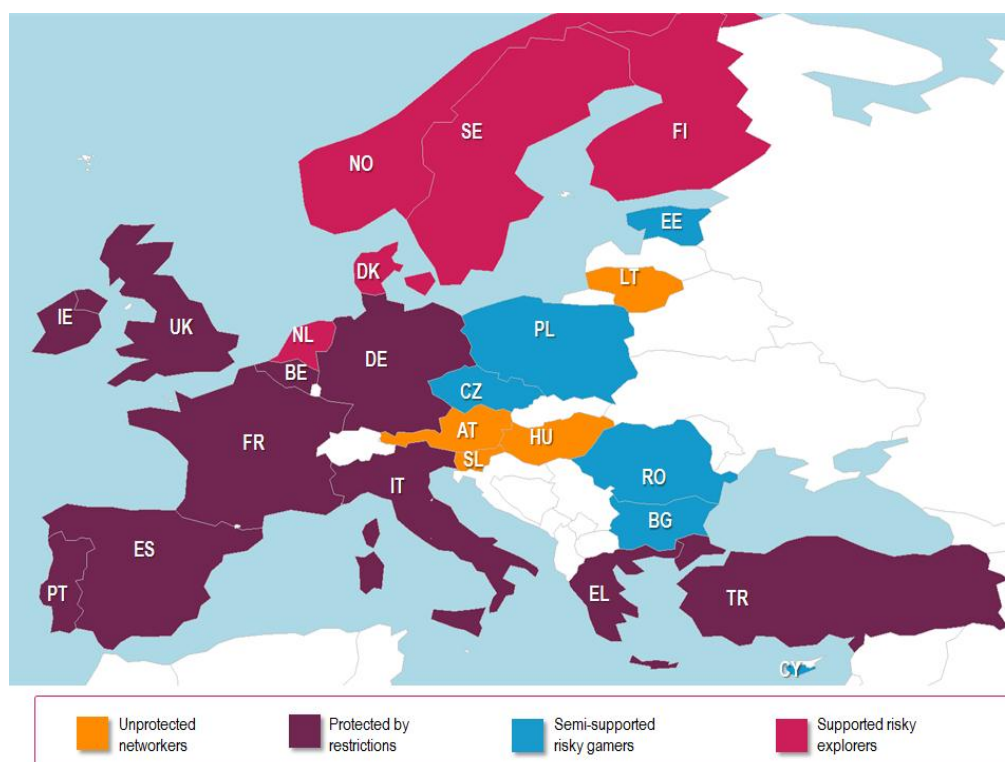 SE
FI
NO
EE
DK
LT
IE
UK
NL
PL
BE
DE
CZ
FR
AT
HU
SL
IT
RO
BG
ES
PT
EL
TR
CY
Unprotected
networkers
Protected by
restrictions
Semi-supported
risky gamers
Supported risky
explorers